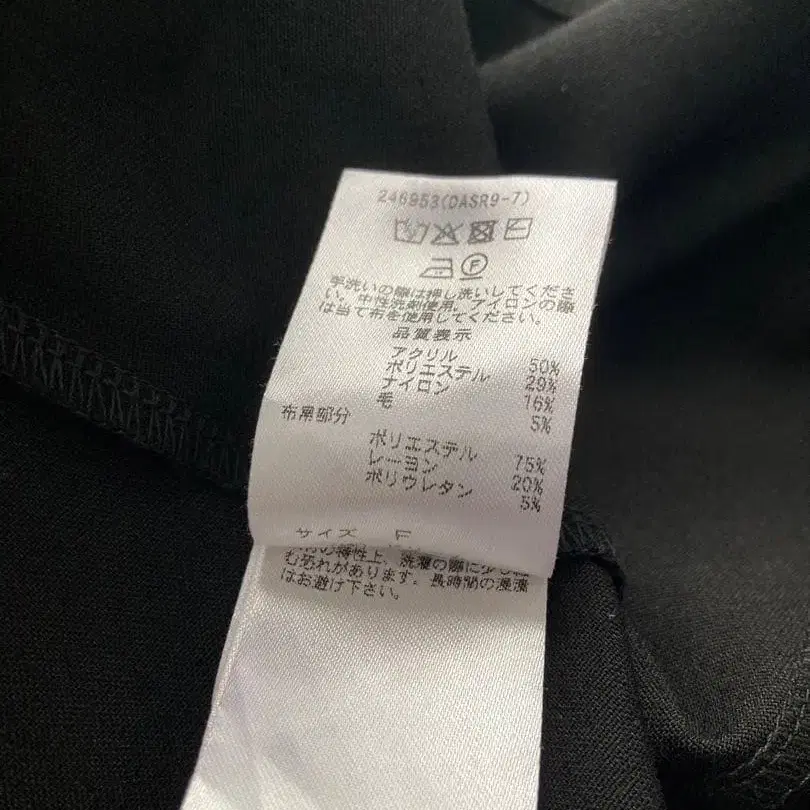 246953(DASR9-7)
F
手洗いの際は押し洗いしてくださ
い。中性洗剤使用。アイロンの際
は当て布を使用してください。
品質表示
アクリル 50%
ポリエステル 29%
ナイロン 16%
毛 5%
布帛部分
ポリエステル 75%
レーヨン 20%
ポリウレタン 5%
サイズ F
の特性上、洗濯の際に少し
む恐れがあります。長時間の浸漬
はお避け下さい。